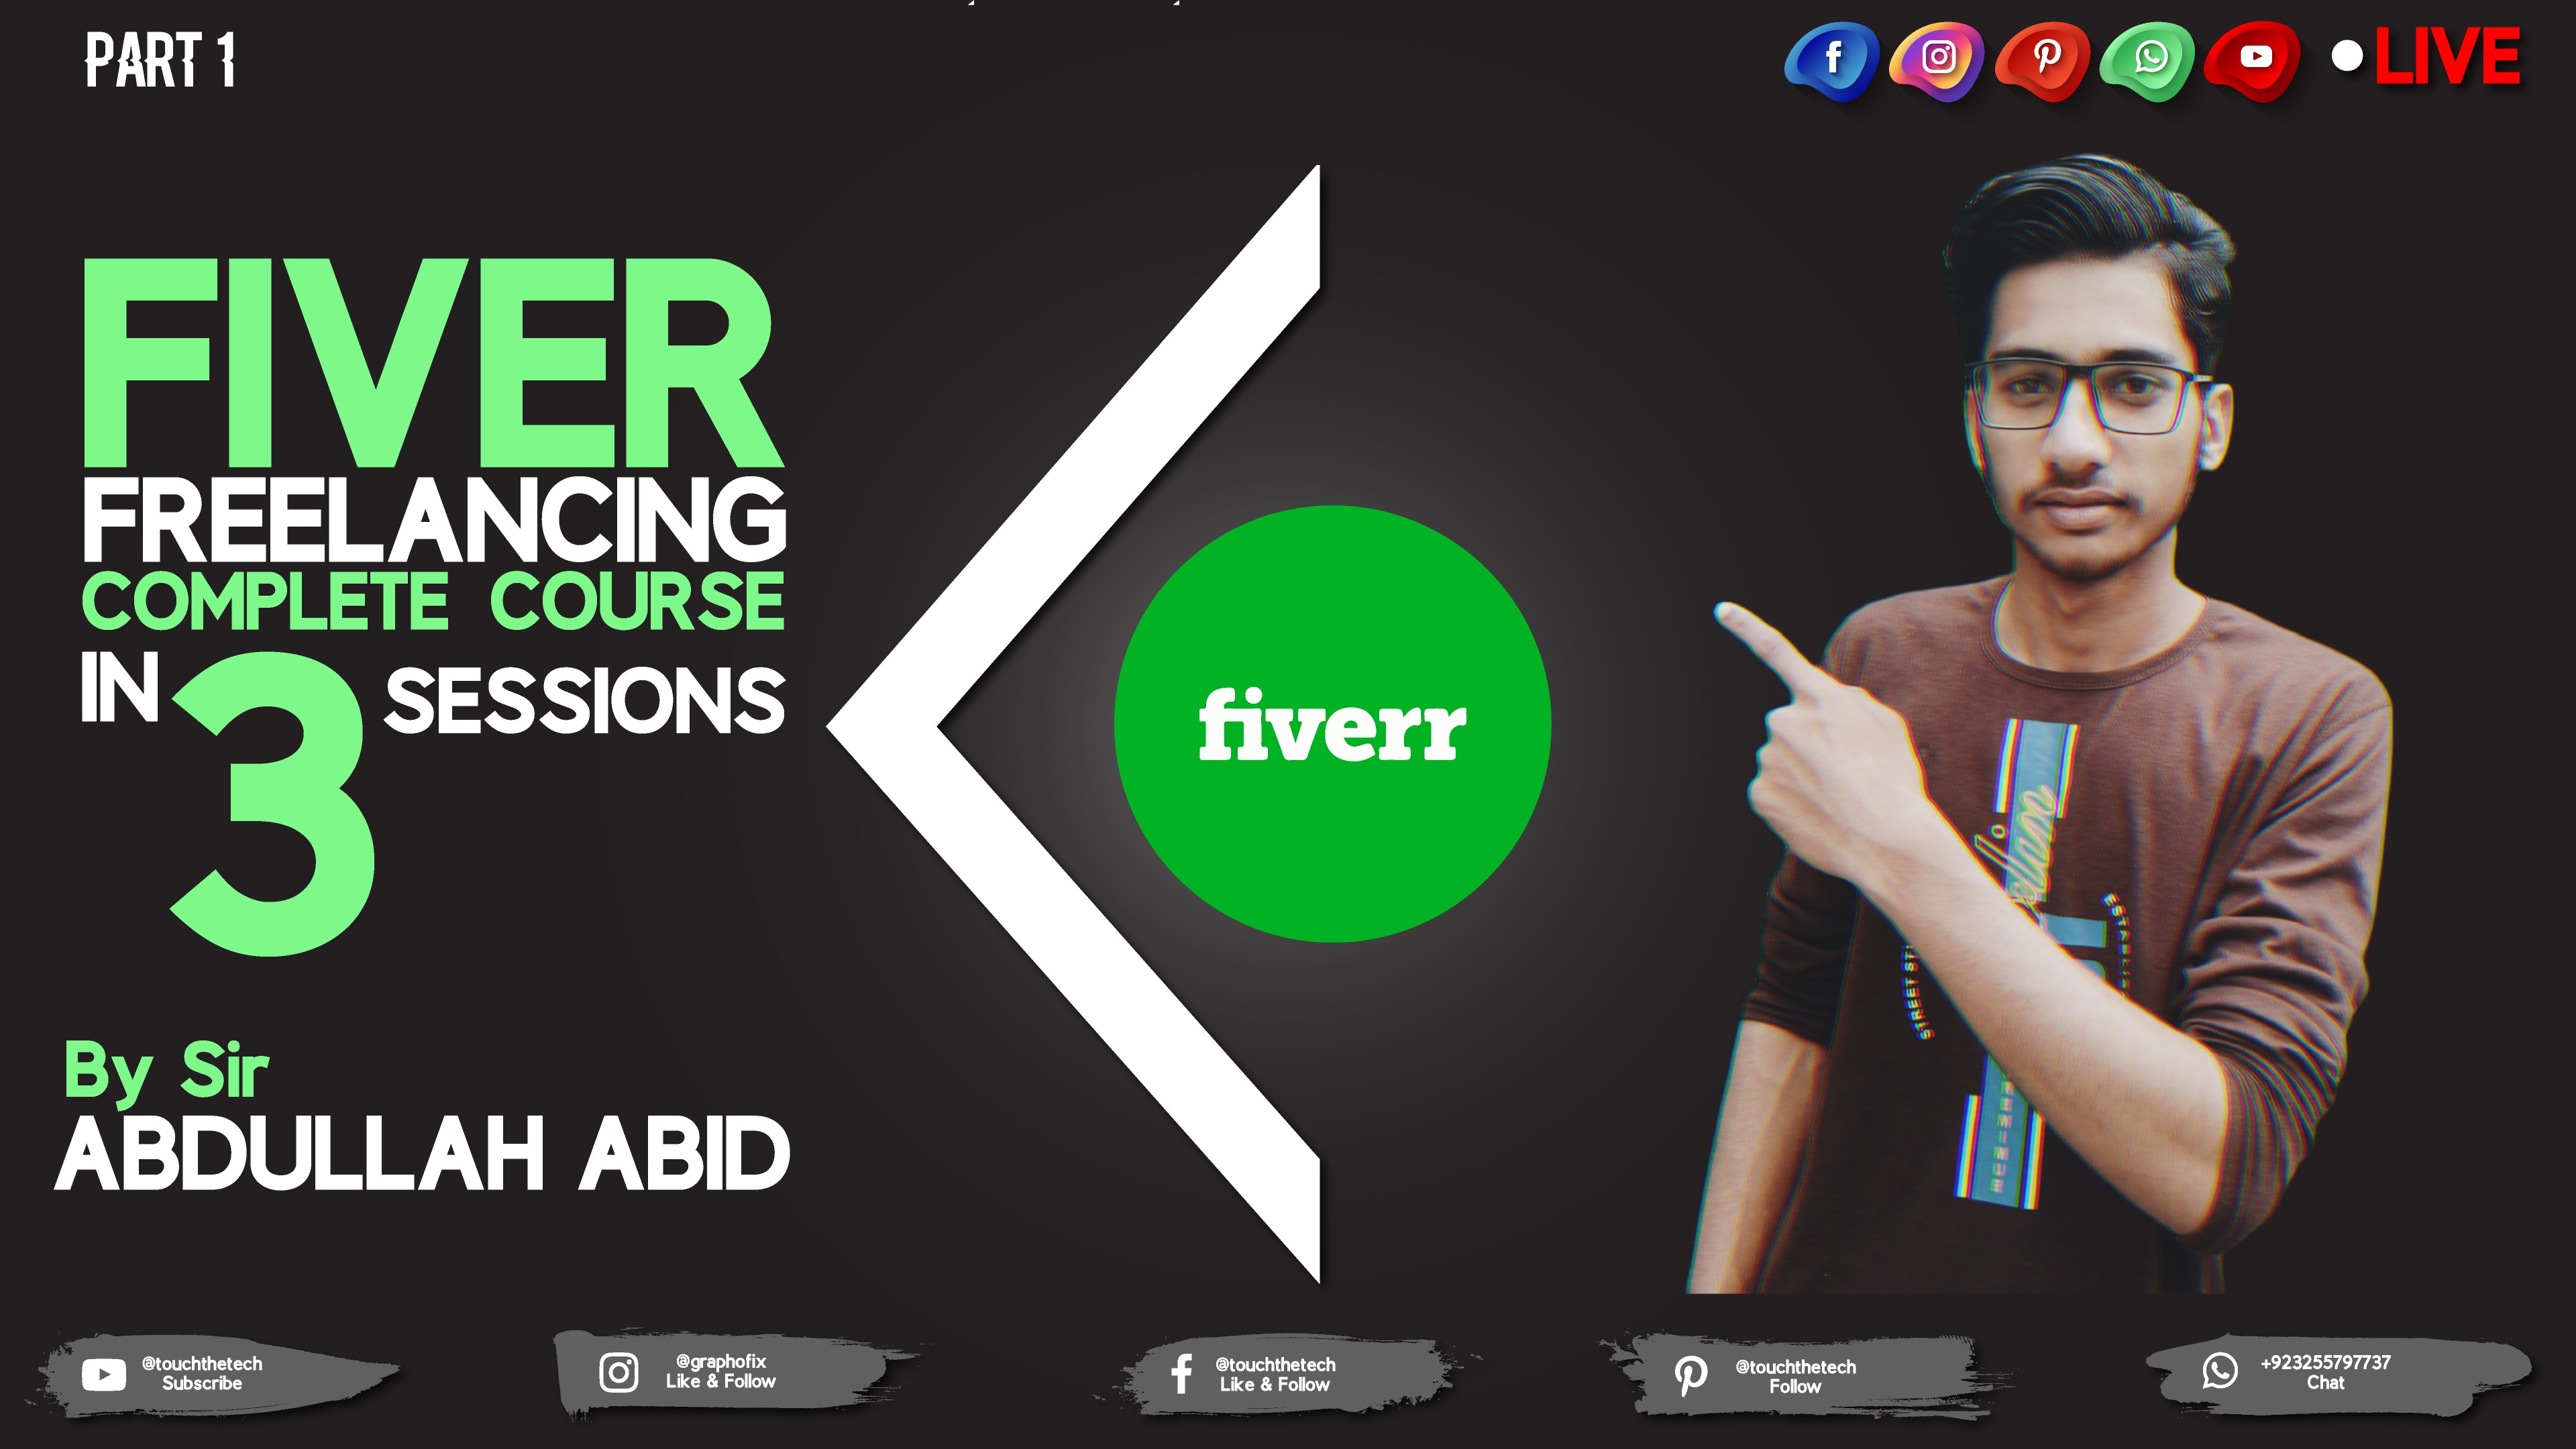 PART 1
LIVE
FIVER
FREELANCING
COMPLETE COURSE
IN 3 SESSIONS
fiverr
By Sir
ABDULLAH ABID
STREET
@touchthetech
Subscribe
@graphofix
Like & Follow
@touchthetech
Like & Follow
@touchthetech
Follow
+923255797737
Chat